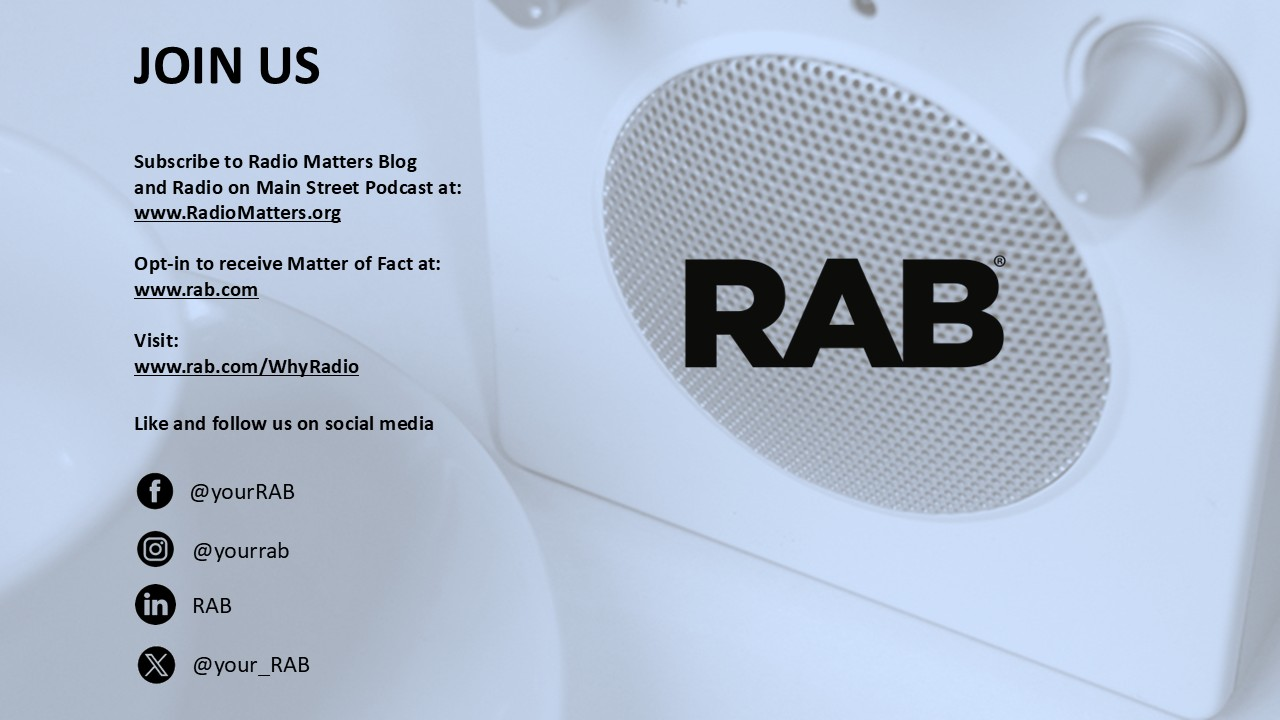 JOIN US
Subscribe to Radio Matters Blog
and Radio on Main Street Podcast at:
www.RadioMatters.org
Opt-in to receive Matter of Fact at:
www.rab.com
Visit:
www.rab.com/WhyRadio
Like and follow us on social media
@yourRAB
@yourrab
RAB
@your_RAB
RAB®